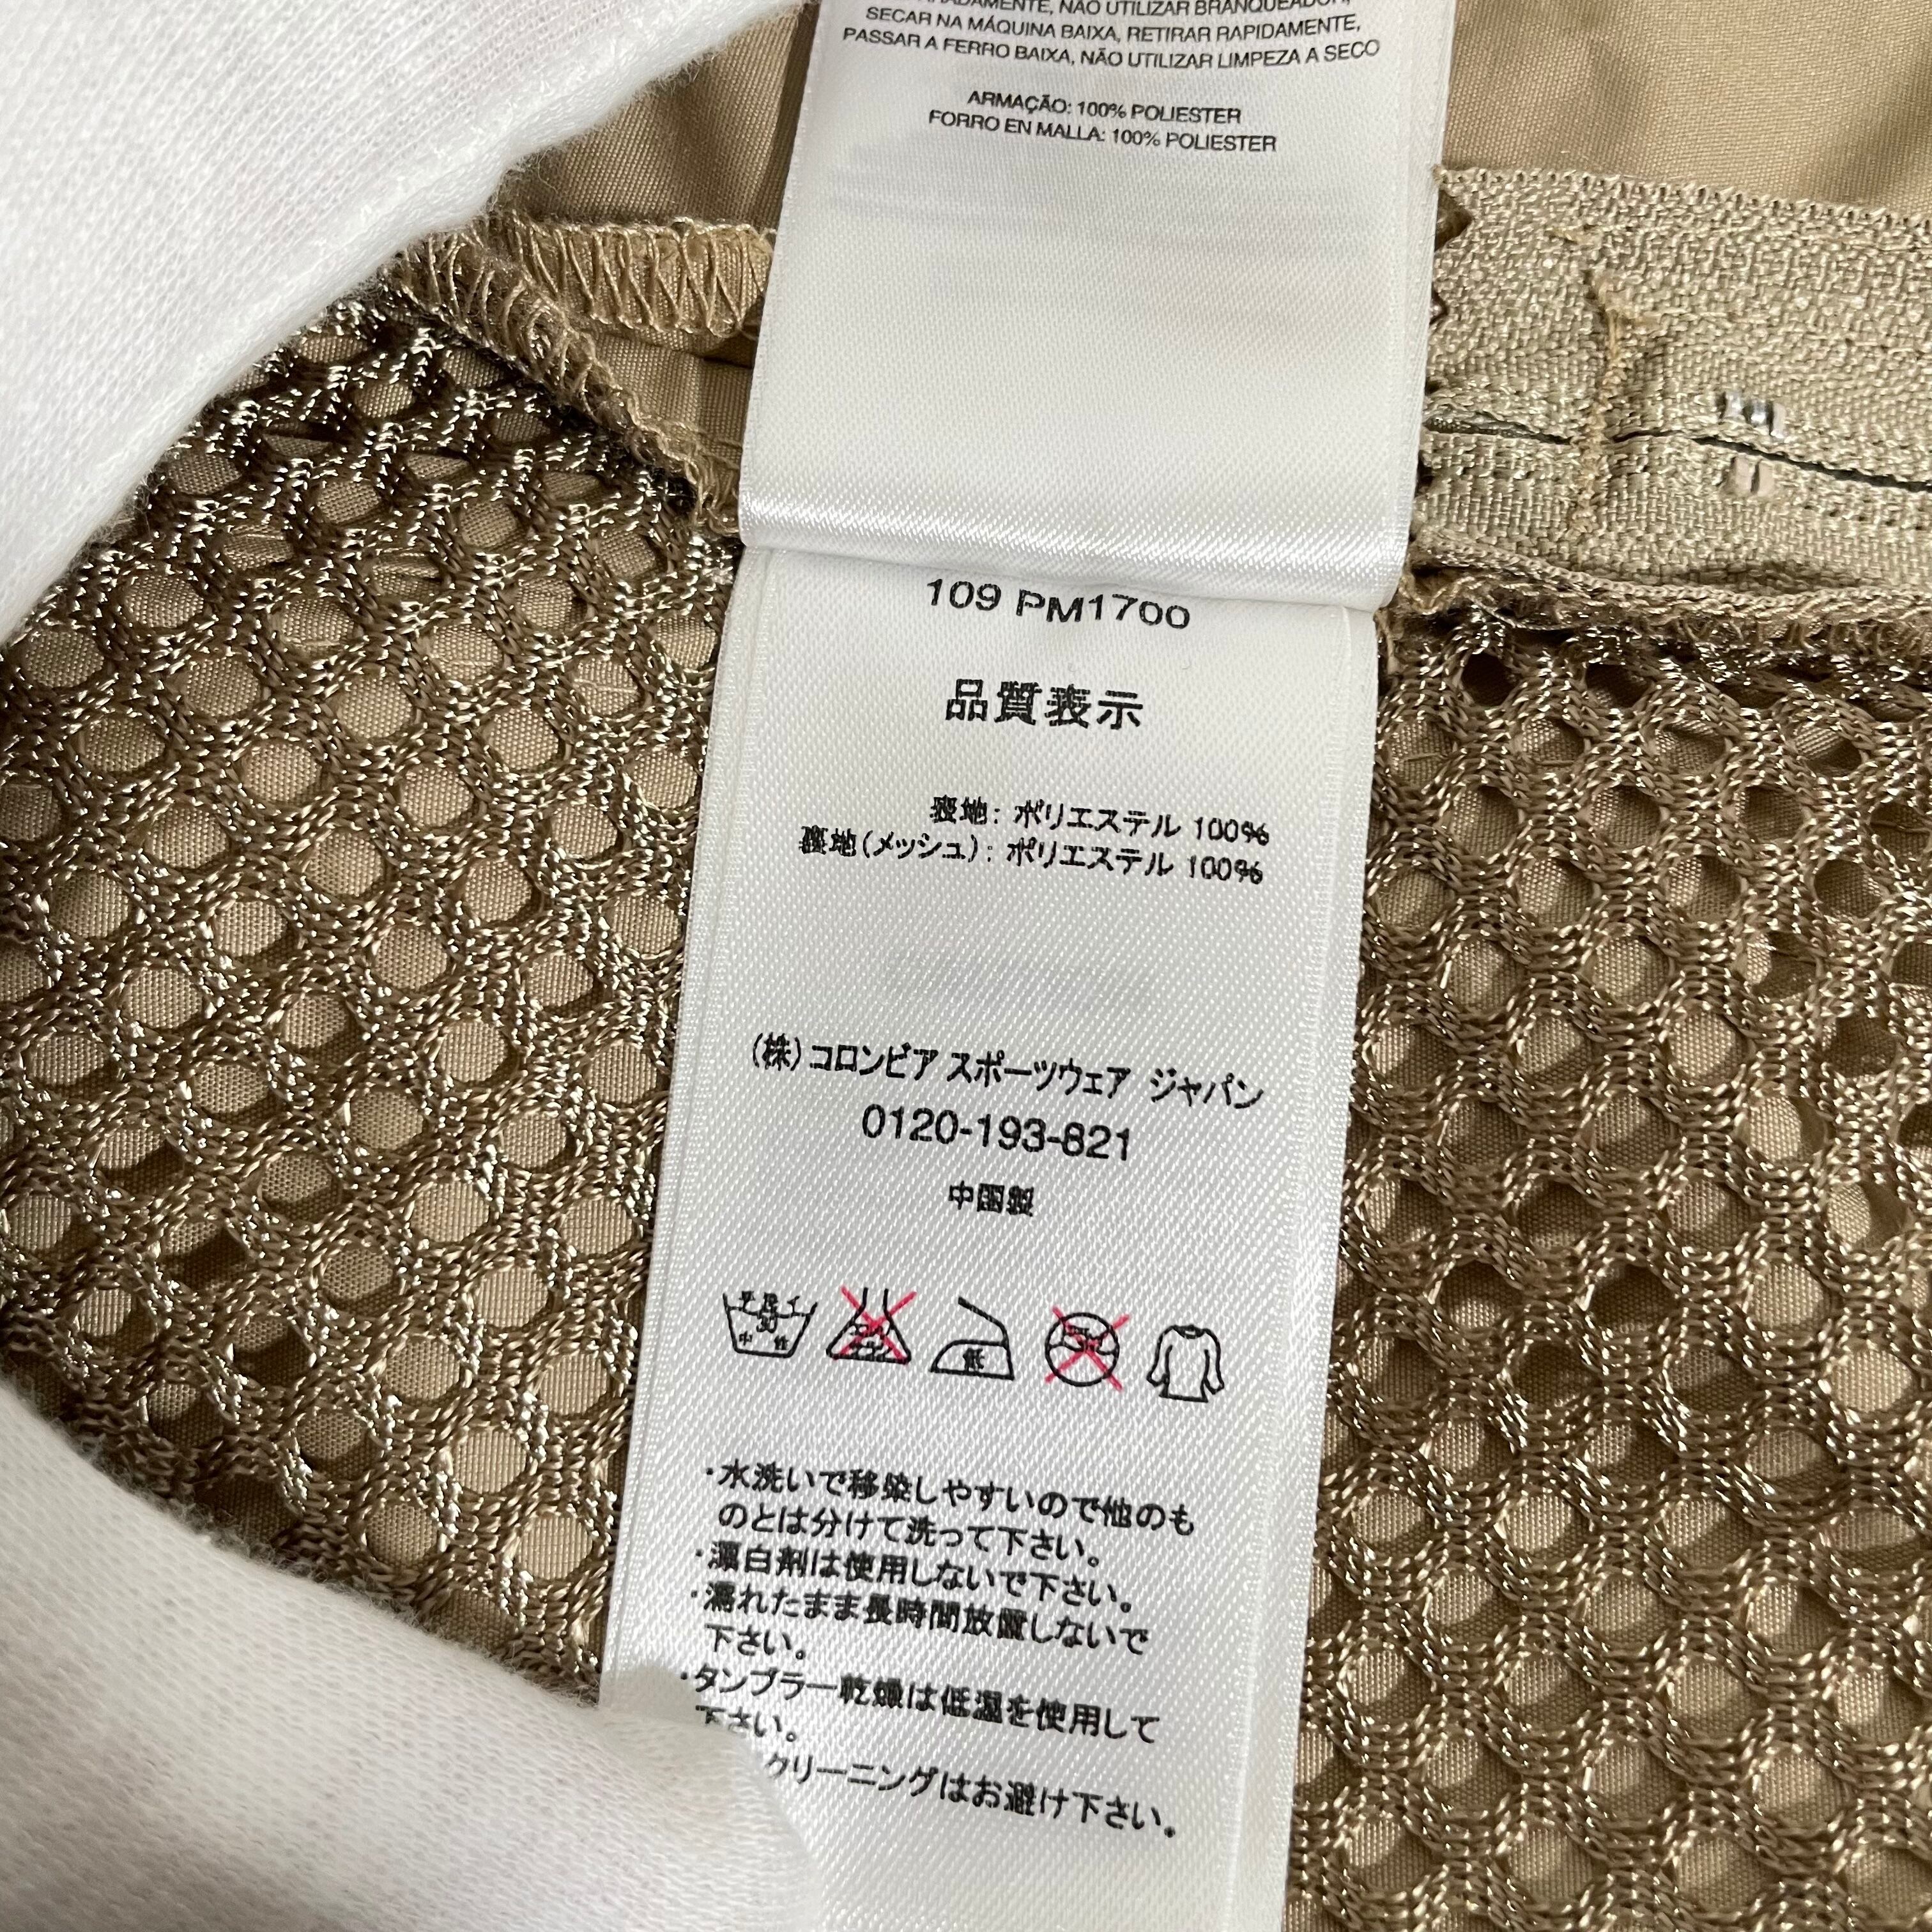 NÃO UTILIZAR BRANQUEADOR,
SECAR NA MÁQUINA BAIXA, RETIRAR RAPIDAMENTE,
PASSAR A FERRO BAIXA, NÃO UTILIZAR LIMPEZA A SECO
ARMAÇÃO: 100% POLIESTER
FORRO EN MALLA: 100% POLIESTER
109 PM1700
品質表示
表地: ポリエステル 100%
裏地(メッシュ): ポリエステル 100%
(株)コロンビア スポーツウェア ジャパン
0120-193-821
中国製
30
中 性
低
・水洗いで移染しやすいので他のも
のとは分けて洗って下さい。
・漂白剤は使用しないで下さい。
・濡れたまま長時間放置しないで
下さい。
・タンブラー乾燥は低温を使用して
下さい。
クリーニングはお避け下さい。